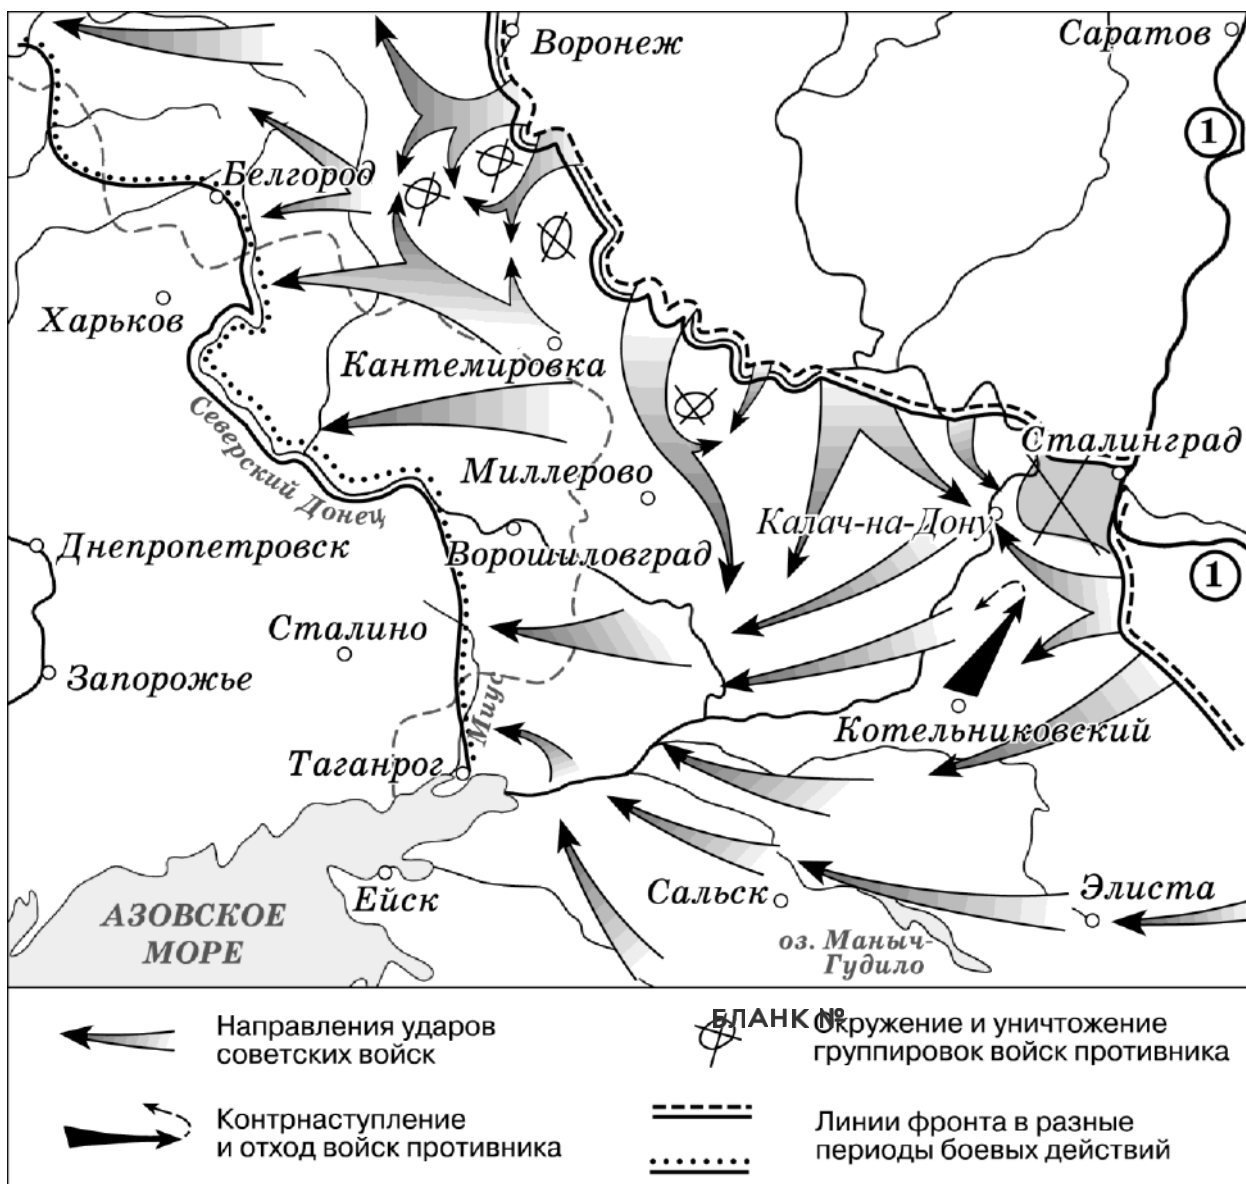 Воронеж
Саратов
1
Белгород
Харьков
Кантемировка
Северский Донец
Сталинград
Миллерово
Калач-на-Дону
Днепропетровск
Ворошиловград
1
Сталино
Запорожье
Миус
Котельниковский
Таганрог
Ейск
Сальск
Элиста
АЗОВСКОЕ
МОРЕ
оз. Маныч-
Гудило
Направления ударов
советских войск
БЛАНК №
Окружение и уничтожение
группировок войск противника
Контрнаступление
и отход войск противника
Линии фронта в разные
периоды боевых действий